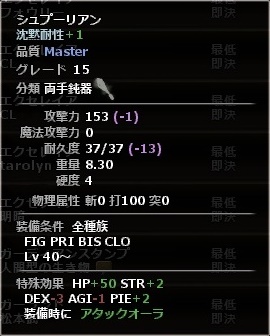 シュプーリアン
沈黙耐性+1
品質 Master
グレード 15
分類 両手鈍器
攻撃力 153 (-1)
魔法攻撃力 0
耐久度 37/37 (-13)
重量 8.30
硬度 4
物理属性 斬0 打100 突0
装備条件 全種族
FIG PRI BIS CLO
Lv 40～
特殊効果 HP+50 STR+2
DEX-3 AGI-1 PIE+2
装備時に アタックオーラ